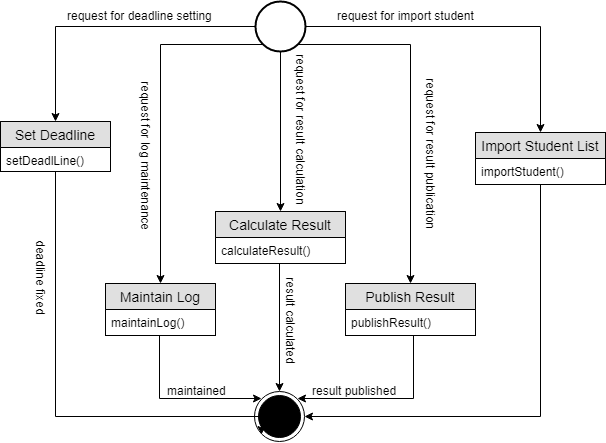 request for deadline setting
request for import student
request for log maintenance
request for result calculation
request for result publication
Set Deadline
setDeadlLine()
Import Student List
importStudent()
Calculate Result
calculateResult()
Maintain Log
maintainLog()
Publish Result
publishResult()
deadline fixed
result calculated
maintained
result published